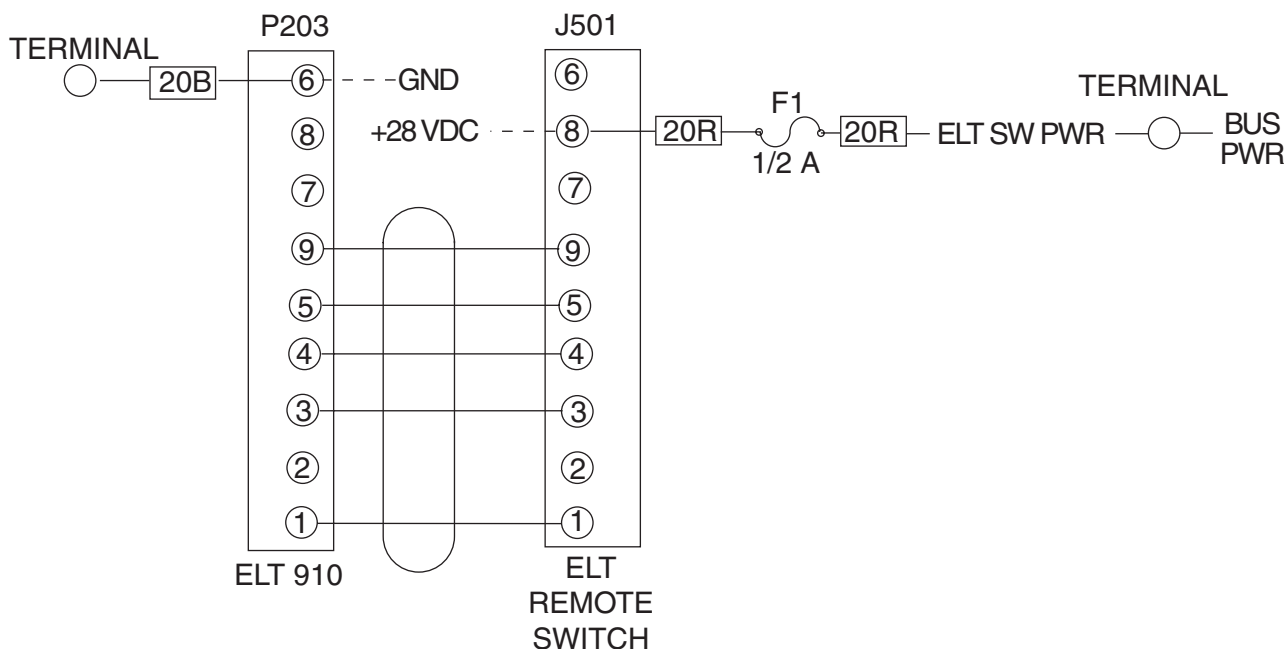 P203
J501
TERMINAL
20B
6
GND
6
8
+28 VDC
8
20R
F1
1/2 A
20R
ELT SW PWR
TERMINAL
BUS
PWR
7
7
9
9
5
5
4
4
3
3
2
2
1
1
ELT 910
ELT
REMOTE
SWITCH